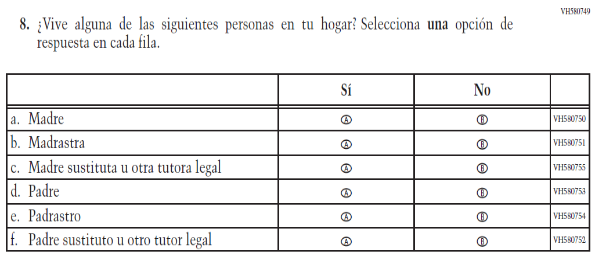 VH580749
8. ¿Vive alguna de las siguientes personas en tu hogar? Selecciona una opción de
respuesta en cada fila.
Sí No
a. Madre Ⓐ Ⓑ VH580750
b. Madrastra Ⓐ Ⓑ VH580751
c. Madre sustituta u otra tutora legal Ⓐ Ⓑ VH580755
d. Padre Ⓐ Ⓑ VH580753
e. Padrastro Ⓐ Ⓑ VH580754
f. Padre sustituto u otro tutor legal Ⓐ Ⓑ VH580752